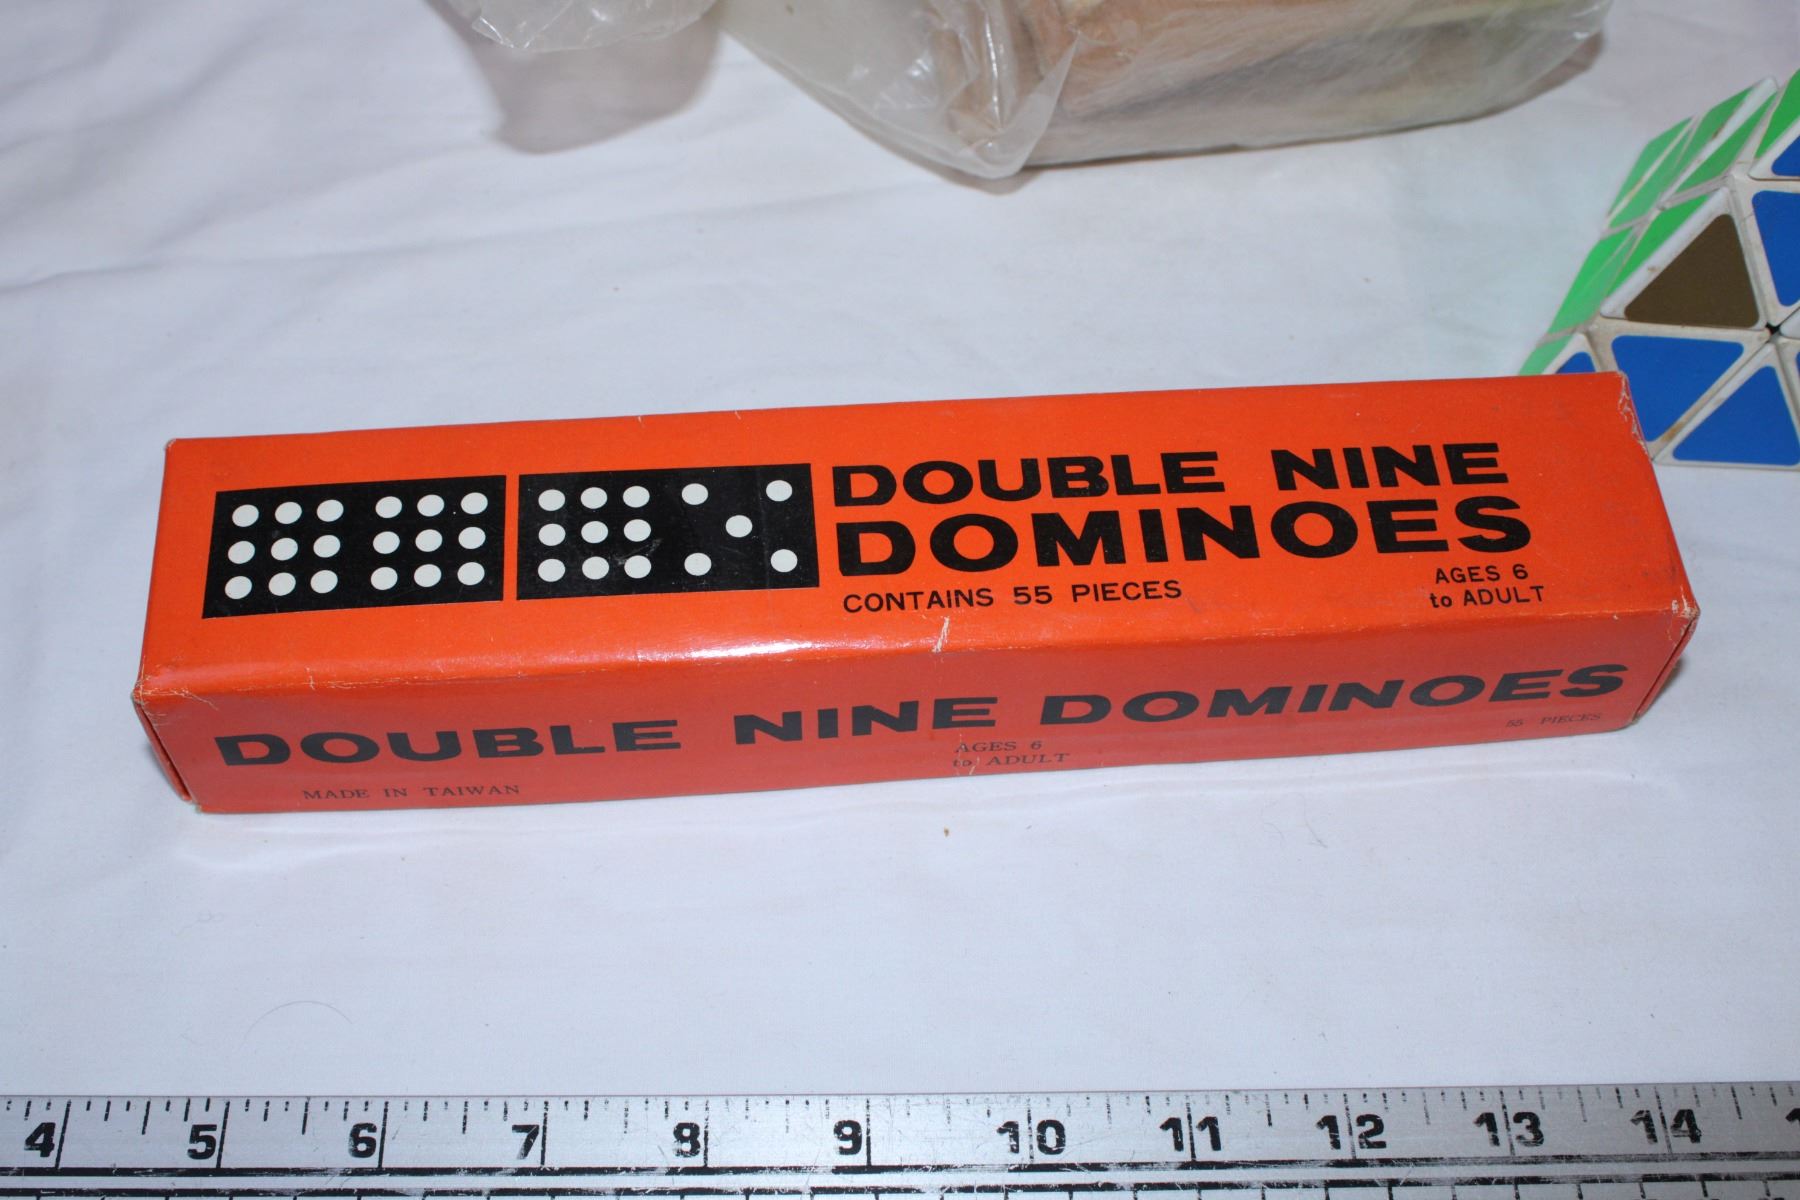 DOUBLE NINE
DOMINOES
CONTAINS 55 PIECES
AGES 6
to ADULT
DOUBLE NINE DOMINOES
55 PIECES
AGES 6
to ADULT
MADE IN TAIWAN
4 5 6 7 8 9 10 11 12 13 14